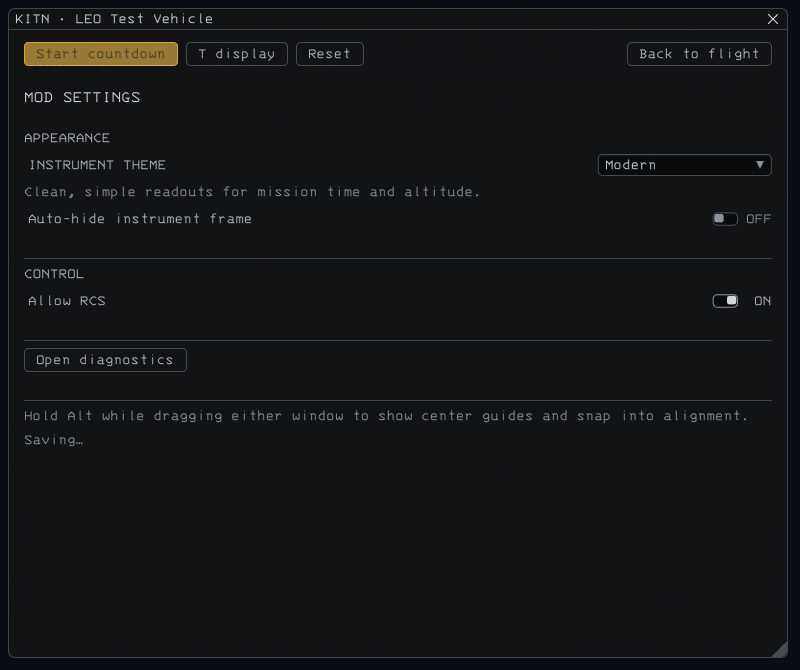 KITN · LEO Test Vehicle
Start countdown T display Reset Back to flight
MOD SETTINGS
APPEARANCE
INSTRUMENT THEME Modern
Clean, simple readouts for mission time and altitude.
Auto-hide instrument frame OFF
CONTROL
Allow RCS ON
Open diagnostics
Hold Alt while dragging either window to show center guides and snap into alignment.
Saving…